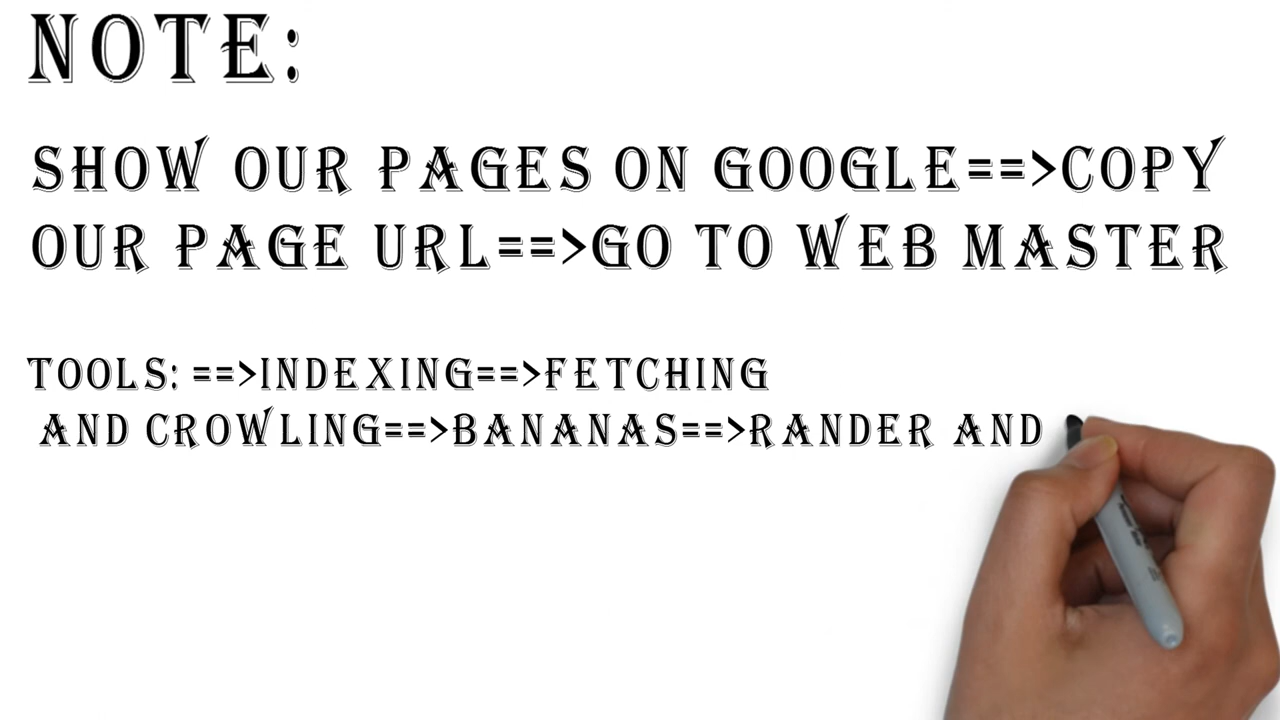 NOTE:
SHOW OUR PAGES ON GOOGLE==>COPY
OUR PAGE URL==>GO TO WEB MASTER
TOOLS: ==>INDEXING==>FETCHING
AND CROWLING==>BANANAS==>RANDER AND